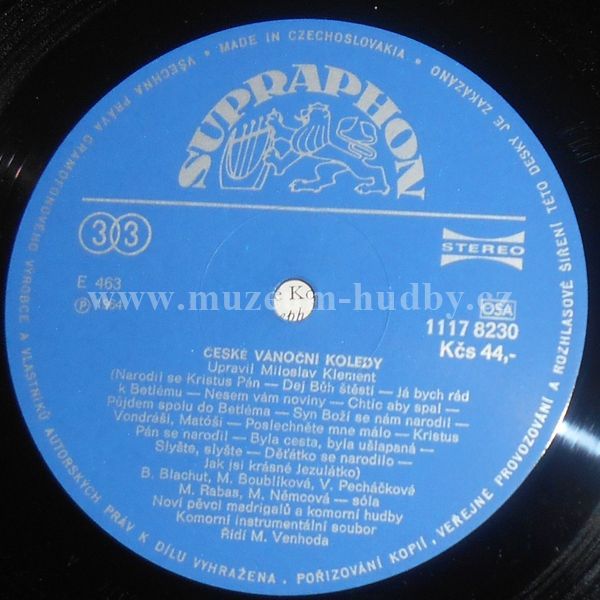 VŠECHNA PRÁVA GRAMOFONOVÉHO VÝROBCE A VLASTNÍKŮ AUTORSKÝCH PRÁV K DÍLU VYHRAŽENA. POŘIZOVÁNÍ KOPIÍ, VEŘEJNÉ PROVOZOVÁNÍ A ROZHLASOVÉ ŠÍŘENÍ TÉTO DESKY JE ZAKÁZÁNO
• MADE IN CZECHOSLOVAKIA •
SUPRAPHON
33
STEREO
E 463
Ⓟ 1964
www.muzeum-hudby.cz
OSA
1117 8230
Kčs 44,-
ČESKÉ VÁNOČNÍ KOLEDY
Upravil Miloslav Klement
(Narodil se Kristus Pán — Dej Bůh štěstí — Já bych rád
k Betlému — Nesem vám noviny — Chtíc aby spal —
Půjdem spolu do Betléma — Syn Boží se nám narodil —
Vondráši, Matóši — Poslechněte mne málo — Kristus
Pán se narodil — Byla cesta, byla ušlapaná —
Slyšte, slyšte — Děťátko se narodilo —
Jak jsi krásné Jezulátko)
B. Blachut, M. Boublíková, V. Pecháčková
M. Rabas, M. Němcová — sóla
Noví pěvci madrigalů a komorní hudby
Komorní instrumentální soubor
Řídí M. Venhoda